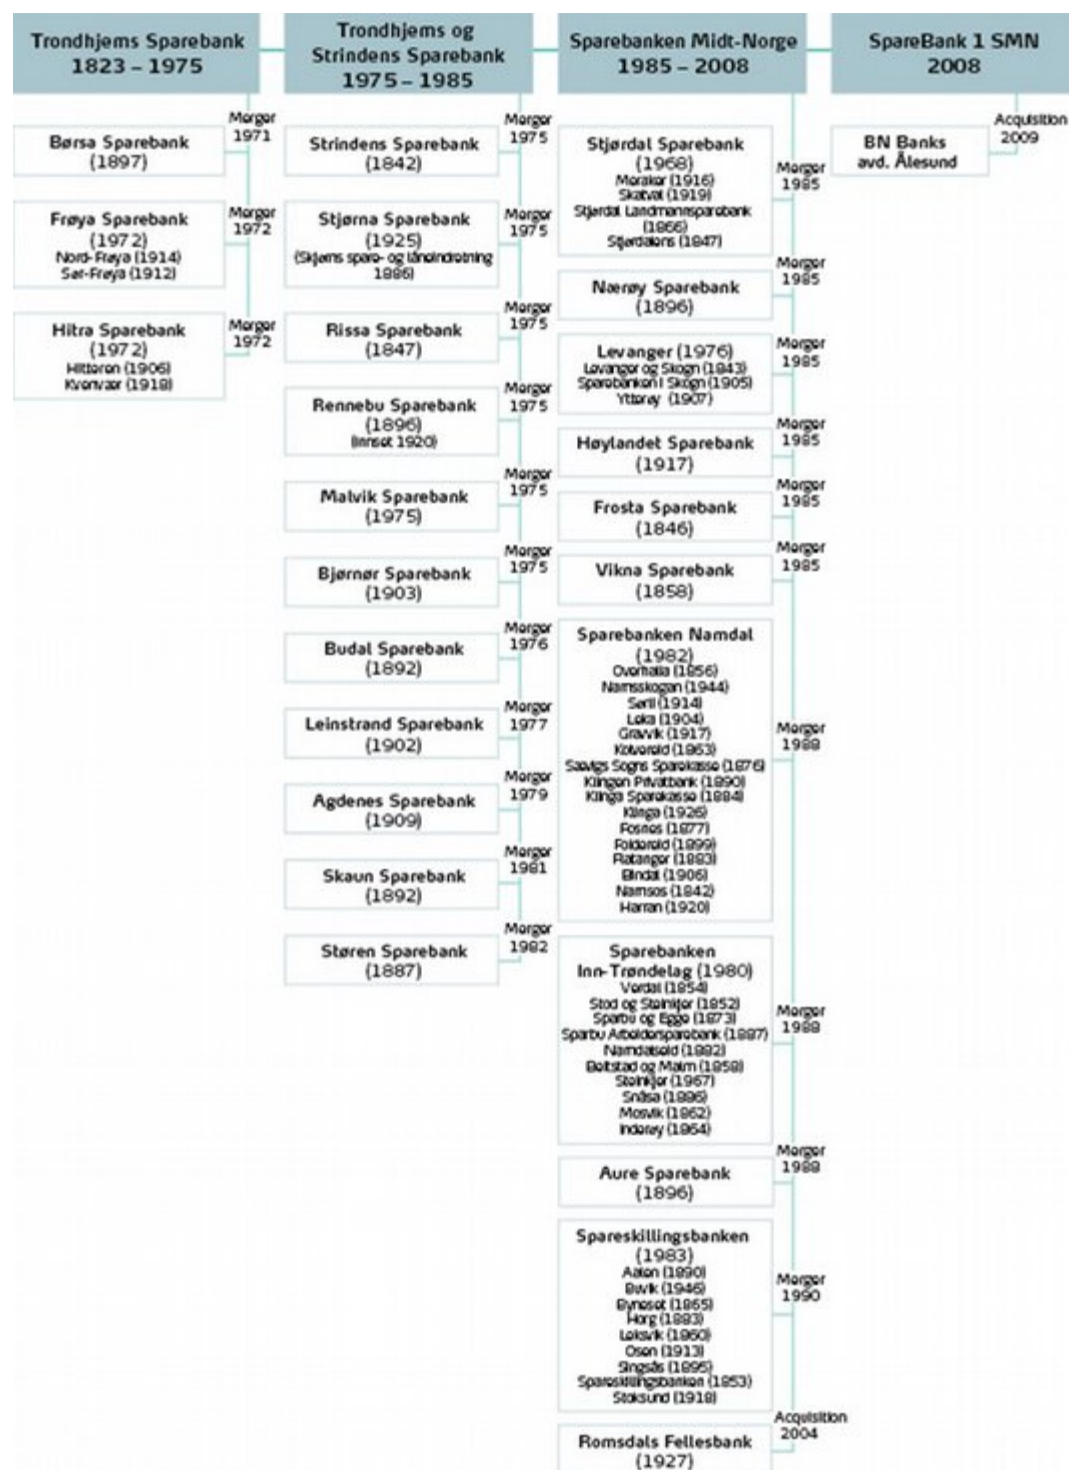 Trondhjems Sparebank
1823 – 1975
Merger
1971
Børsa Sparebank
(1897)
Merger
1972
Frøya Sparebank
(1972)
Nord-Frøya (1914)
Sør-Frøya (1912)
Merger
1972
Hitra Sparebank
(1972)
Hitteren (1906)
Kvenvær (1918)
Trondhjems og
Strindens Sparebank
1975 – 1985
Merger
1975
Strindens Sparebank
(1842)
Merger
1975
Stjørna Sparebank
(1925)
(Skjørns spare- og låneindretning
1886)
Merger
1975
Rissa Sparebank
(1847)
Merger
1975
Rennebu Sparebank
(1896)
(Innset 1920)
Merger
1975
Malvik Sparebank
(1975)
Merger
1975
Bjørnør Sparebank
(1903)
Merger
1976
Budal Sparebank
(1892)
Merger
1977
Leinstrand Sparebank
(1902)
Merger
1979
Agdenes Sparebank
(1909)
Merger
1981
Skaun Sparebank
(1892)
Merger
1982
Støren Sparebank
(1887)
Sparebanken Midt-Norge
1985 – 2008
Merger
1985
Stjørdal Sparebank
(1968)
Meraker (1916)
Skatval (1919)
Stjørdal Landmannsparebank
(1866)
Stjørdalens (1847)
Merger
1985
Nærøy Sparebank
(1896)
Merger
1985
Levanger (1976)
Levanger og Skogn (1843)
Sparebanken i Skogn (1905)
Ytterøy (1907)
Merger
1985
Høylandet Sparebank
(1917)
Merger
1985
Frosta Sparebank
(1846)
Merger
1985
Vikna Sparebank
(1858)
Merger
1988
Sparebanken Namdal
(1982)
Overhalla (1856)
Namsskogan (1944)
Sørli (1914)
Leka (1904)
Gravvik (1917)
Kolvereid (1863)
Sævigs Sogns Sparekasse (1876)
Klingen Privatbank (1890)
Klinga Sparekasse (1884)
Klinga (1926)
Fosnes (1877)
Foldereid (1899)
Flatanger (1883)
Bindal (1906)
Namsos (1842)
Harran (1920)
Merger
1988
Sparebanken
Inn-Trøndelag (1980)
Verdal (1854)
Stod og Steinkjer (1852)
Sparbu og Egge (1873)
Sparbu Arbeidersparebank (1887)
Namdalseid (1882)
Beitstad og Malm (1858)
Steinkjer (1967)
Snåsa (1886)
Mosvik (1862)
Inderøy (1864)
Merger
1988
Aure Sparebank
(1896)
Merger
1990
Spareskillingsbanken
(1983)
Aalen (1890)
Buvik (1946)
Byneset (1865)
Horg (1883)
Leksvik (1860)
Osen (1913)
Singsås (1895)
Spareskillingsbanken (1853)
Stoksund (1918)
Acquisition
2004
Romsdals Fellesbank
(1927)
SpareBank 1 SMN
2008
Acquisition
2009
BN Banks
avd. Ålesund